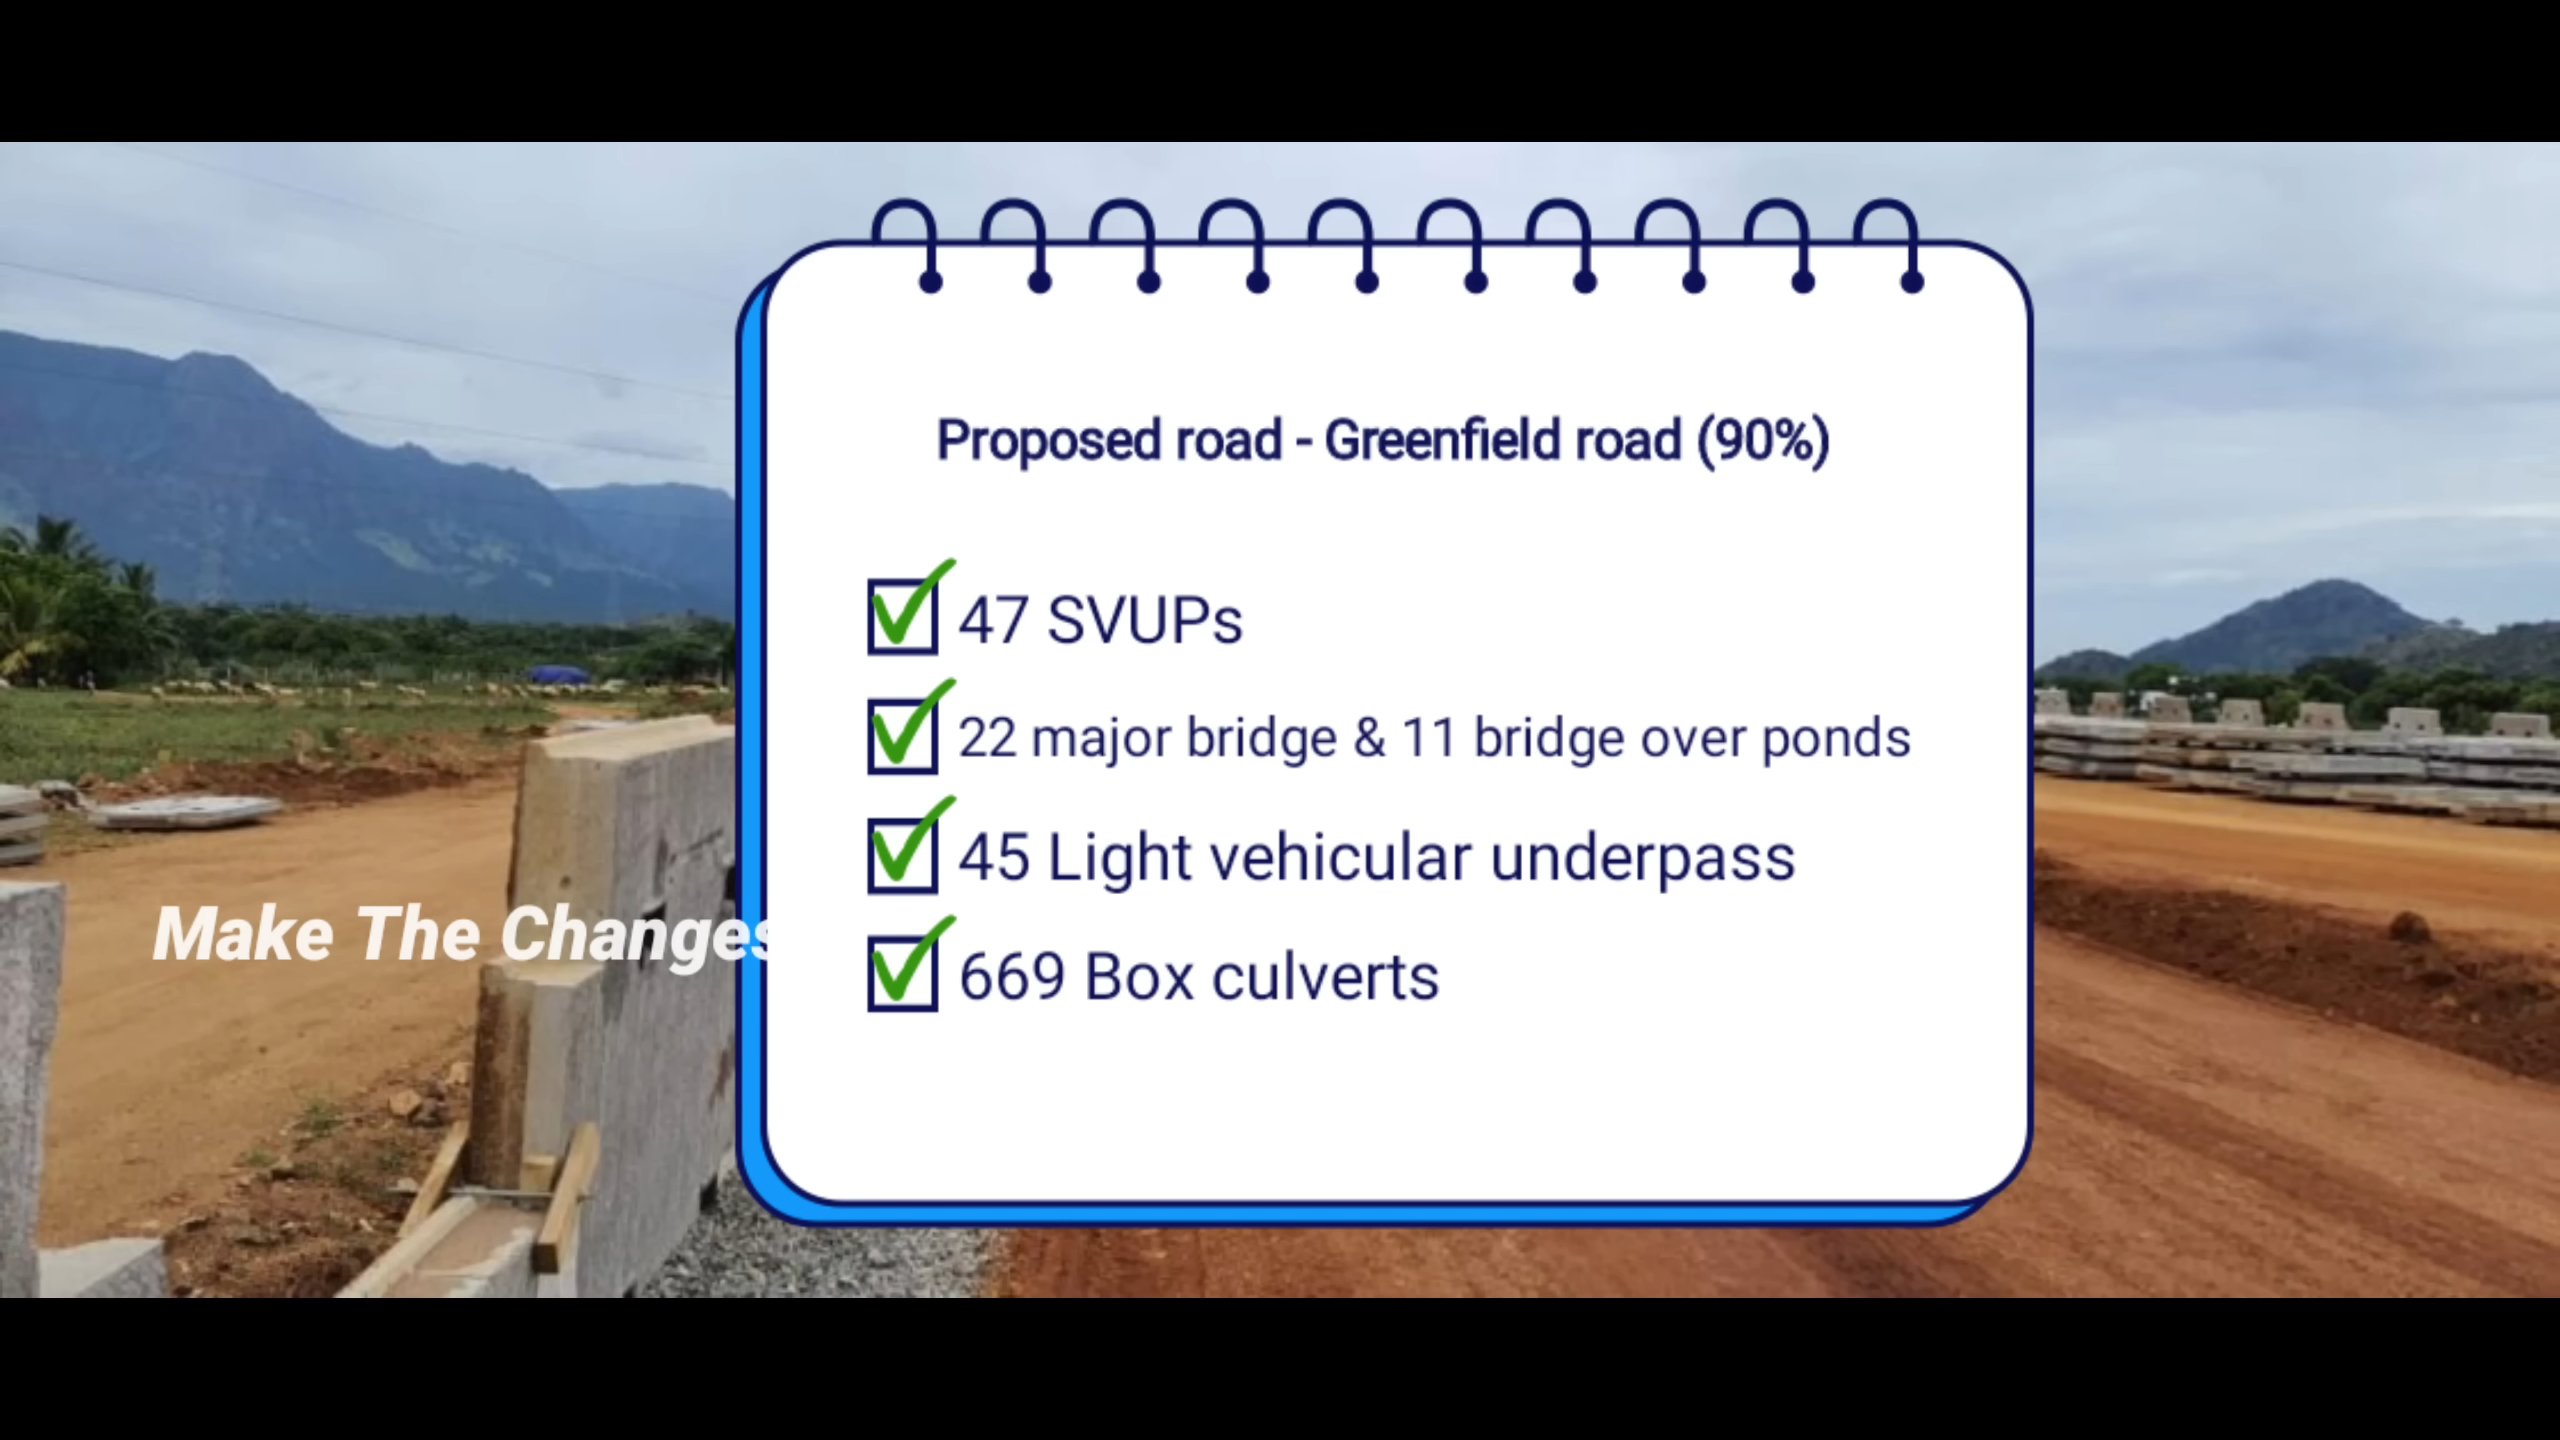 Proposed road - Greenfield road (90%)
47 SVUPs
22 major bridge & 11 bridge over ponds
45 Light vehicular underpass
669 Box culverts
Make The Changes